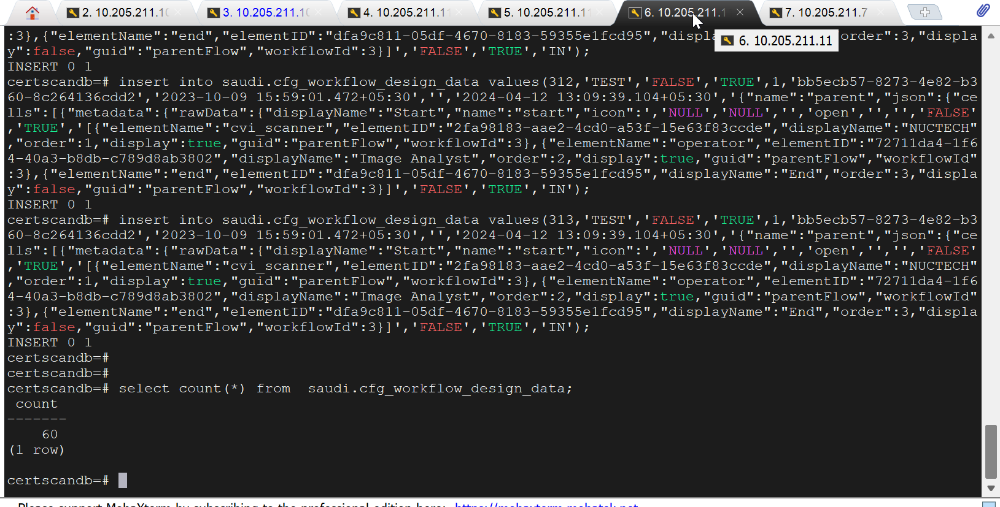 2. 10.205.211.10
3. 10.205.211.10
4. 10.205.211.11
5. 10.205.211.11
6. 10.205.211.1
7. 10.205.211.7
:3},{"elementName":"end","elementID":"dfa9c811-05df-4670-8183-59355e1fcd95","displ
6. 10.205.211.11
order":3,"displa
y":false,"guid":"parentFlow","workflowId":3}]','FALSE','TRUE','IN');
INSERT 0 1
certscandb=# insert into saudi.cfg_workflow_design_data values(312,'TEST','FALSE','TRUE',1,'bb5ecb57-8273-4e82-b3
60-8c264136cdd2','2023-10-09 15:59:01.472+05:30','','2024-04-12 13:09:39.104+05:30','{"name":"parent","json":{"ce
lls":[{"metadata":{"rawData":{"displayName":"Start","name":"start","icon":','NULL','NULL','','open','','','FALSE'
,'TRUE','[{"elementName":"cvi_scanner","elementID":"2fa98183-aae2-4cd0-a53f-15e63f83ccde","displayName":"NUCTECH"
,"order":1,"display":true,"guid":"parentFlow","workflowId":3},{"elementName":"operator","elementID":"72711da4-1f6
4-40a3-b8db-c789d8ab3802","displayName":"Image Analyst","order":2,"display":true,"guid":"parentFlow","workflowId"
:3},{"elementName":"end","elementID":"dfa9c811-05df-4670-8183-59355e1fcd95","displayName":"End","order":3,"displa
y":false,"guid":"parentFlow","workflowId":3}]','FALSE','TRUE','IN');
INSERT 0 1
certscandb=# insert into saudi.cfg_workflow_design_data values(313,'TEST','FALSE','TRUE',1,'bb5ecb57-8273-4e82-b3
60-8c264136cdd2','2023-10-09 15:59:01.472+05:30','','2024-04-12 13:09:39.104+05:30','{"name":"parent","json":{"ce
lls":[{"metadata":{"rawData":{"displayName":"Start","name":"start","icon":','NULL','NULL','','open','','','FALSE'
,'TRUE','[{"elementName":"cvi_scanner","elementID":"2fa98183-aae2-4cd0-a53f-15e63f83ccde","displayName":"NUCTECH"
,"order":1,"display":true,"guid":"parentFlow","workflowId":3},{"elementName":"operator","elementID":"72711da4-1f6
4-40a3-b8db-c789d8ab3802","displayName":"Image Analyst","order":2,"display":true,"guid":"parentFlow","workflowId"
:3},{"elementName":"end","elementID":"dfa9c811-05df-4670-8183-59355e1fcd95","displayName":"End","order":3,"displa
y":false,"guid":"parentFlow","workflowId":3}]','FALSE','TRUE','IN');
INSERT 0 1
certscandb=#
certscandb=#
certscandb=# select count(*) from  saudi.cfg_workflow_design_data;
count
-------
60
(1 row)
certscandb=#
Please support MobaXterm by subscribing to the professional edition here: https://mobaxterm.mobatek.net